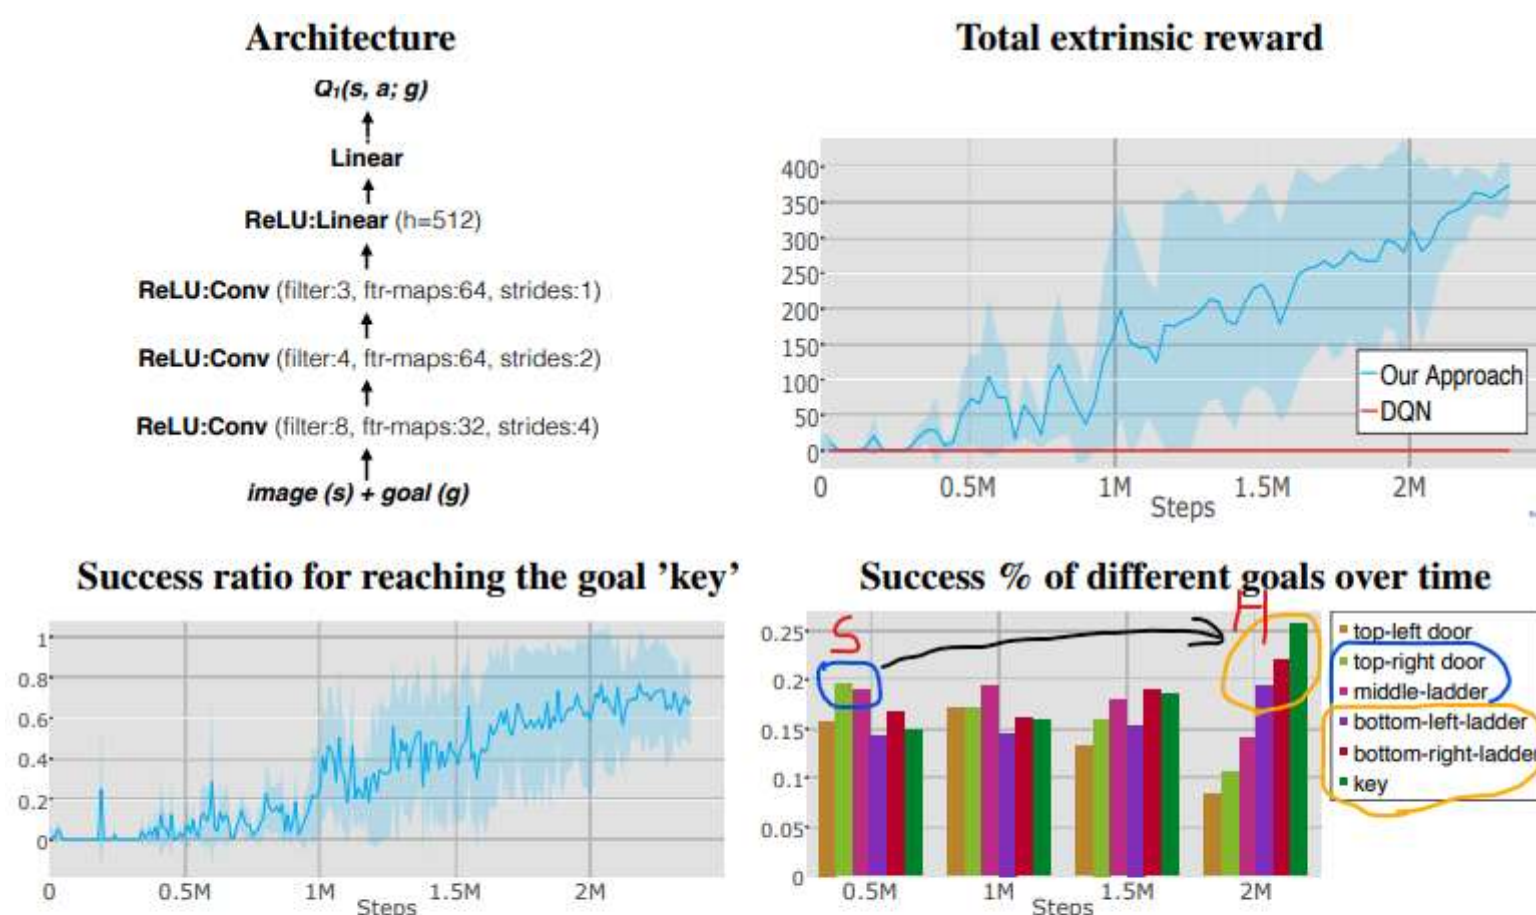 Architecture
Q₁(s, a; g)
Linear
ReLU:Linear (h=512)
ReLU:Conv (filter:3, ftr-maps:64, strides:1)
ReLU:Conv (filter:4, ftr-maps:64, strides:2)
ReLU:Conv (filter:8, ftr-maps:32, strides:4)
image (s) + goal (g)
Total extrinsic reward
400
350
300
250
200
150
100
50
0
Our Approach
DQN
0 0.5M 1M 1.5M 2M
Steps
Success ratio for reaching the goal ’key’
1
0.8
0.6
0.4
0.2
0
0 0.5M 1M 1.5M 2M
Steps
Success % of different goals over time
S H
0.25
0.2
0.15
0.1
0.05
0
top-left door
top-right door
middle-ladder
bottom-left-ladder
bottom-right-ladder
key
0.5M 1M 1.5M 2M
Steps